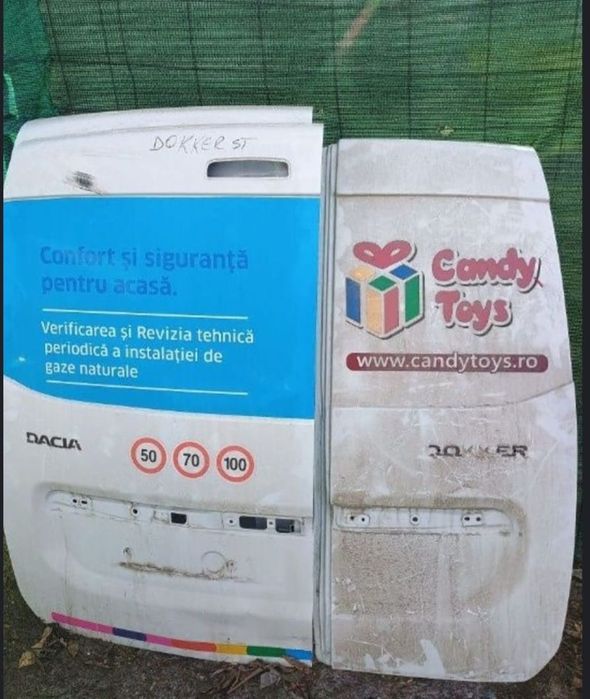 DOKKER ST
Confort și siguranță
pentru acasă.
Verificarea și Revizia tehnică
periodică a instalației de
gaze naturale
DACIA
50 70 100
Candy
Toys
www.candytoys.ro
DOKKER